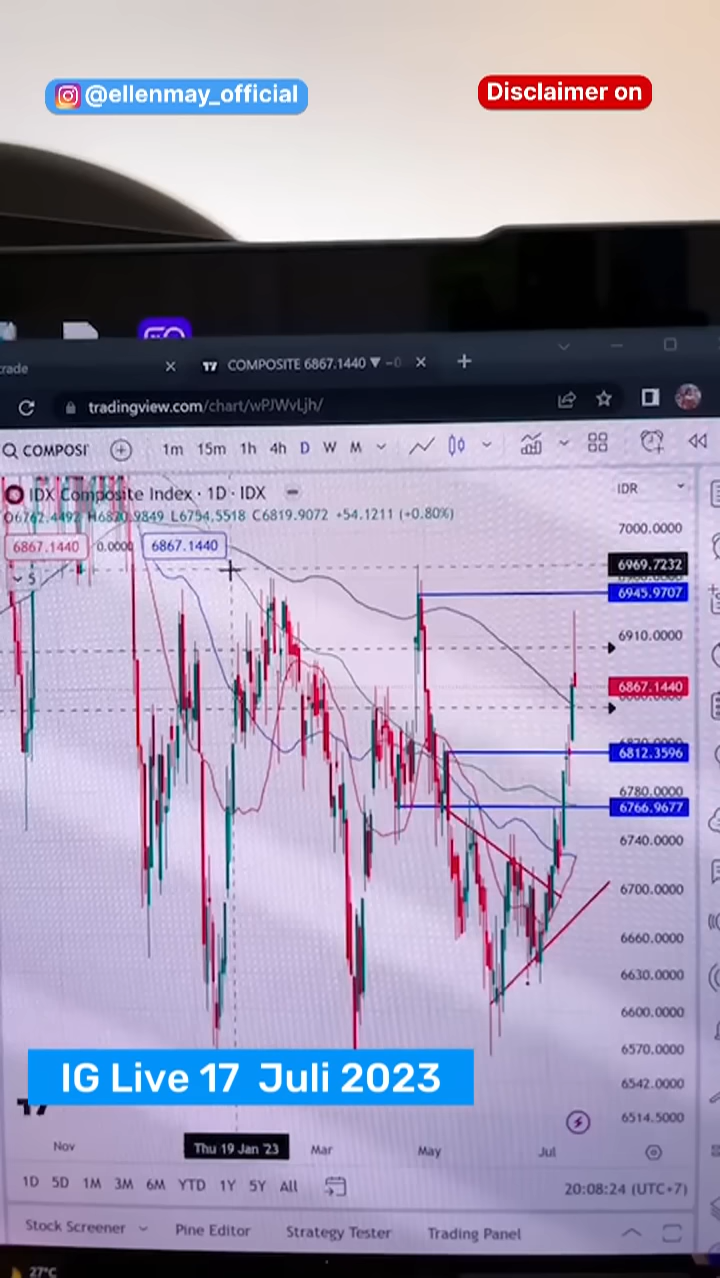 @ellenmay_official
Disclaimer on
rade
COMPOSITE 6867.1440 ▼ −0
tradingview.com/chart/wPJWvLjh/
COMPOSI
1m 15m 1h 4h D W M
IDX Composite Index · 1D · IDX
IDR
O6762.4492 H6820.9849 L6754.5518 C6819.9072 +54.1211 (+0.80%)
6867.1440 0.0000 6867.1440
5
7000.0000
6969.7232
6945.9707
6910.0000
6867.1440
6812.3596
6780.0000
6766.9677
6740.0000
6700.0000
6660.0000
6630.0000
6600.0000
6570.0000
6542.0000
6514.5000
IG Live 17 Juli 2023
Nov Thu 19 Jan '23 Mar May Jul
1D 5D 1M 3M 6M YTD 1Y 5Y All
20:08:24 (UTC+7)
Stock Screener Pine Editor Strategy Tester Trading Panel
27°C